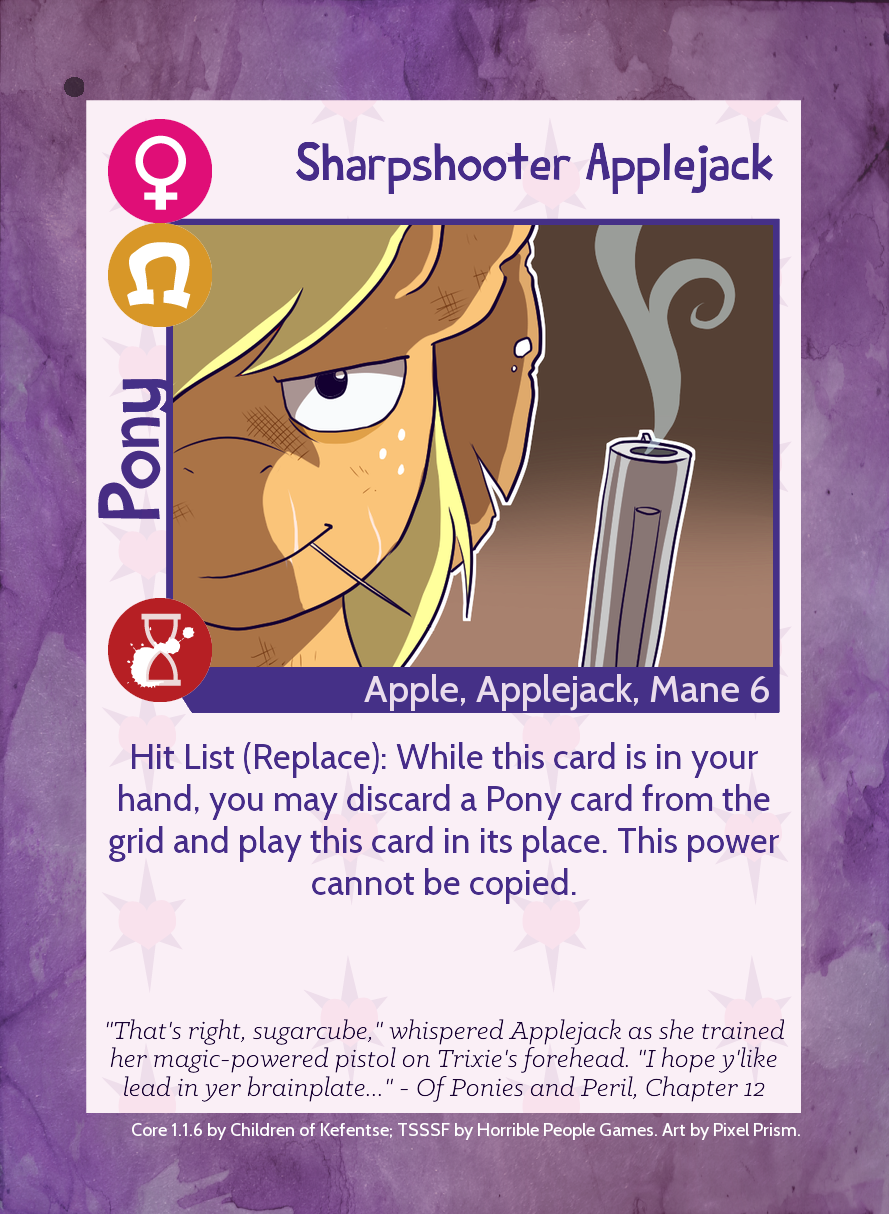 Sharpshooter Applejack
Pony
Apple, Applejack, Mane 6
Hit List (Replace): While this card is in your
hand, you may discard a Pony card from the
grid and play this card in its place. This power
cannot be copied.
"That's right, sugarcube," whispered Applejack as she trained
her magic-powered pistol on Trixie's forehead. "I hope y'like
lead in yer brainplate..." - Of Ponies and Peril, Chapter 12
Core 1.1.6 by Children of Kefentse; TSSSF by Horrible People Games. Art by Pixel Prism.